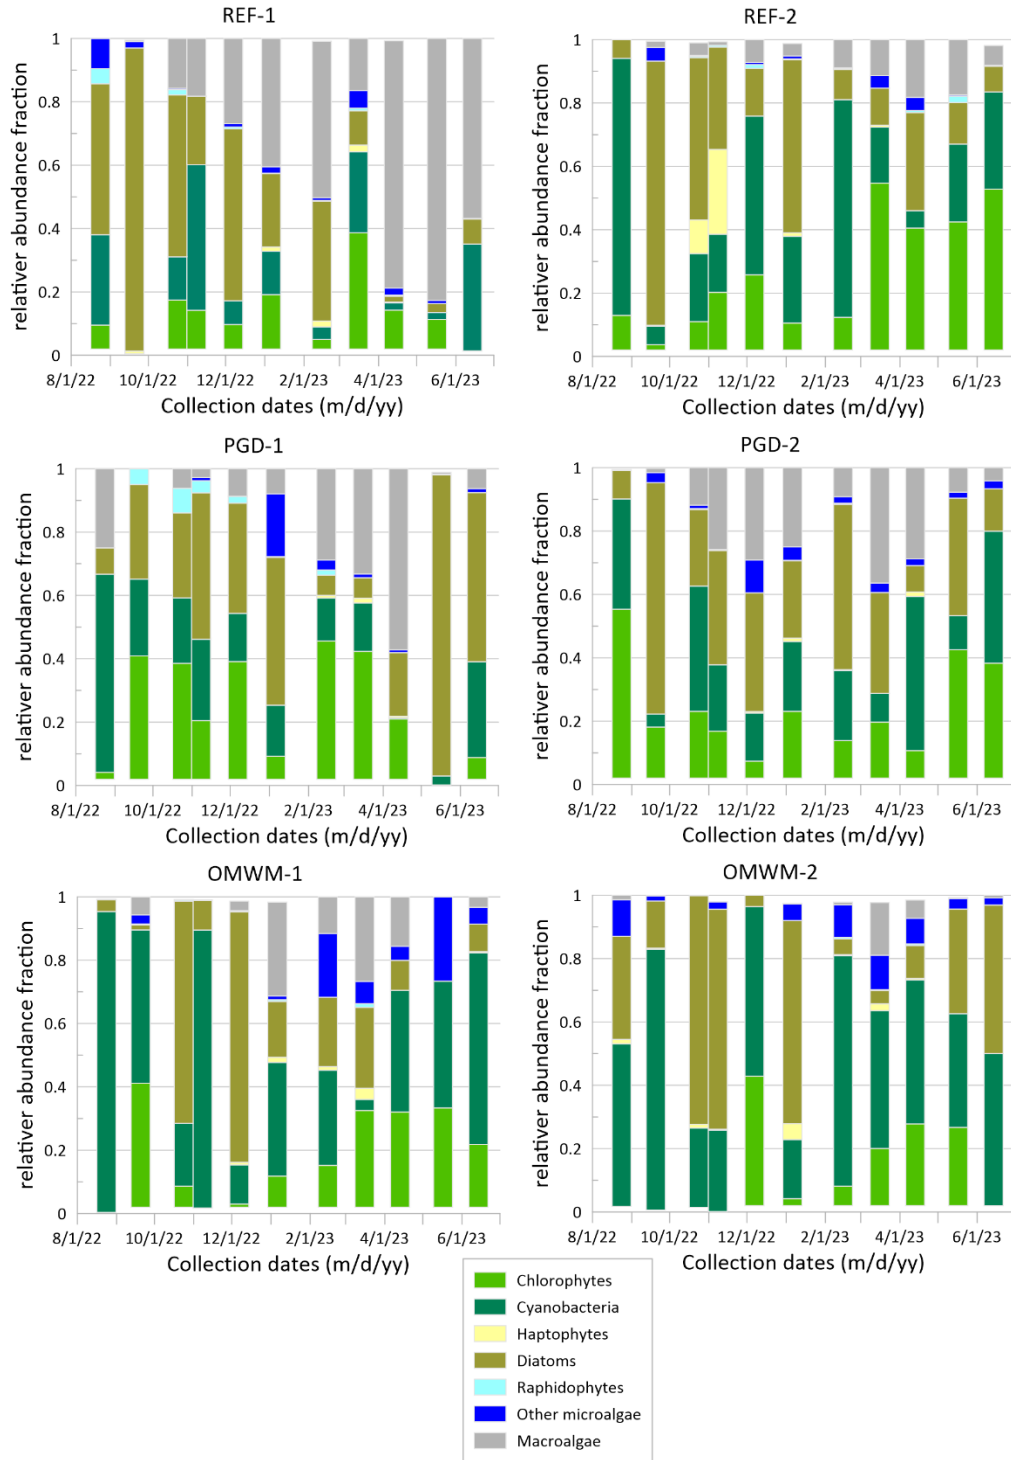 REF-1
relativer abundance fraction
1
0.8
0.6
0.4
0.2
0
8/1/22 10/1/22 12/1/22 2/1/23 4/1/23 6/1/23
Collection dates (m/d/yy)
REF-2
relativer abundance fraction
1
0.8
0.6
0.4
0.2
0
8/1/22 10/1/22 12/1/22 2/1/23 4/1/23 6/1/23
Collection dates (m/d/yy)
PGD-1
relativer abundance fraction
1
0.8
0.6
0.4
0.2
0
8/1/22 10/1/22 12/1/22 2/1/23 4/1/23 6/1/23
Collection dates (m/d/yy)
PGD-2
relativer abundance fraction
1
0.8
0.6
0.4
0.2
0
8/1/22 10/1/22 12/1/22 2/1/23 4/1/23 6/1/23
Collection dates (m/d/yy)
OMWM-1
relativer abundance fraction
1
0.8
0.6
0.4
0.2
0
8/1/22 10/1/22 12/1/22 2/1/23 4/1/23 6/1/23
Collection dates (m/d/yy)
OMWM-2
relativer abundance fraction
1
0.8
0.6
0.4
0.2
0
8/1/22 10/1/22 12/1/22 2/1/23 4/1/23 6/1/23
Collection dates (m/d/yy)
Chlorophytes
Cyanobacteria
Haptophytes
Diatoms
Raphidophytes
Other microalgae
Macroalgae